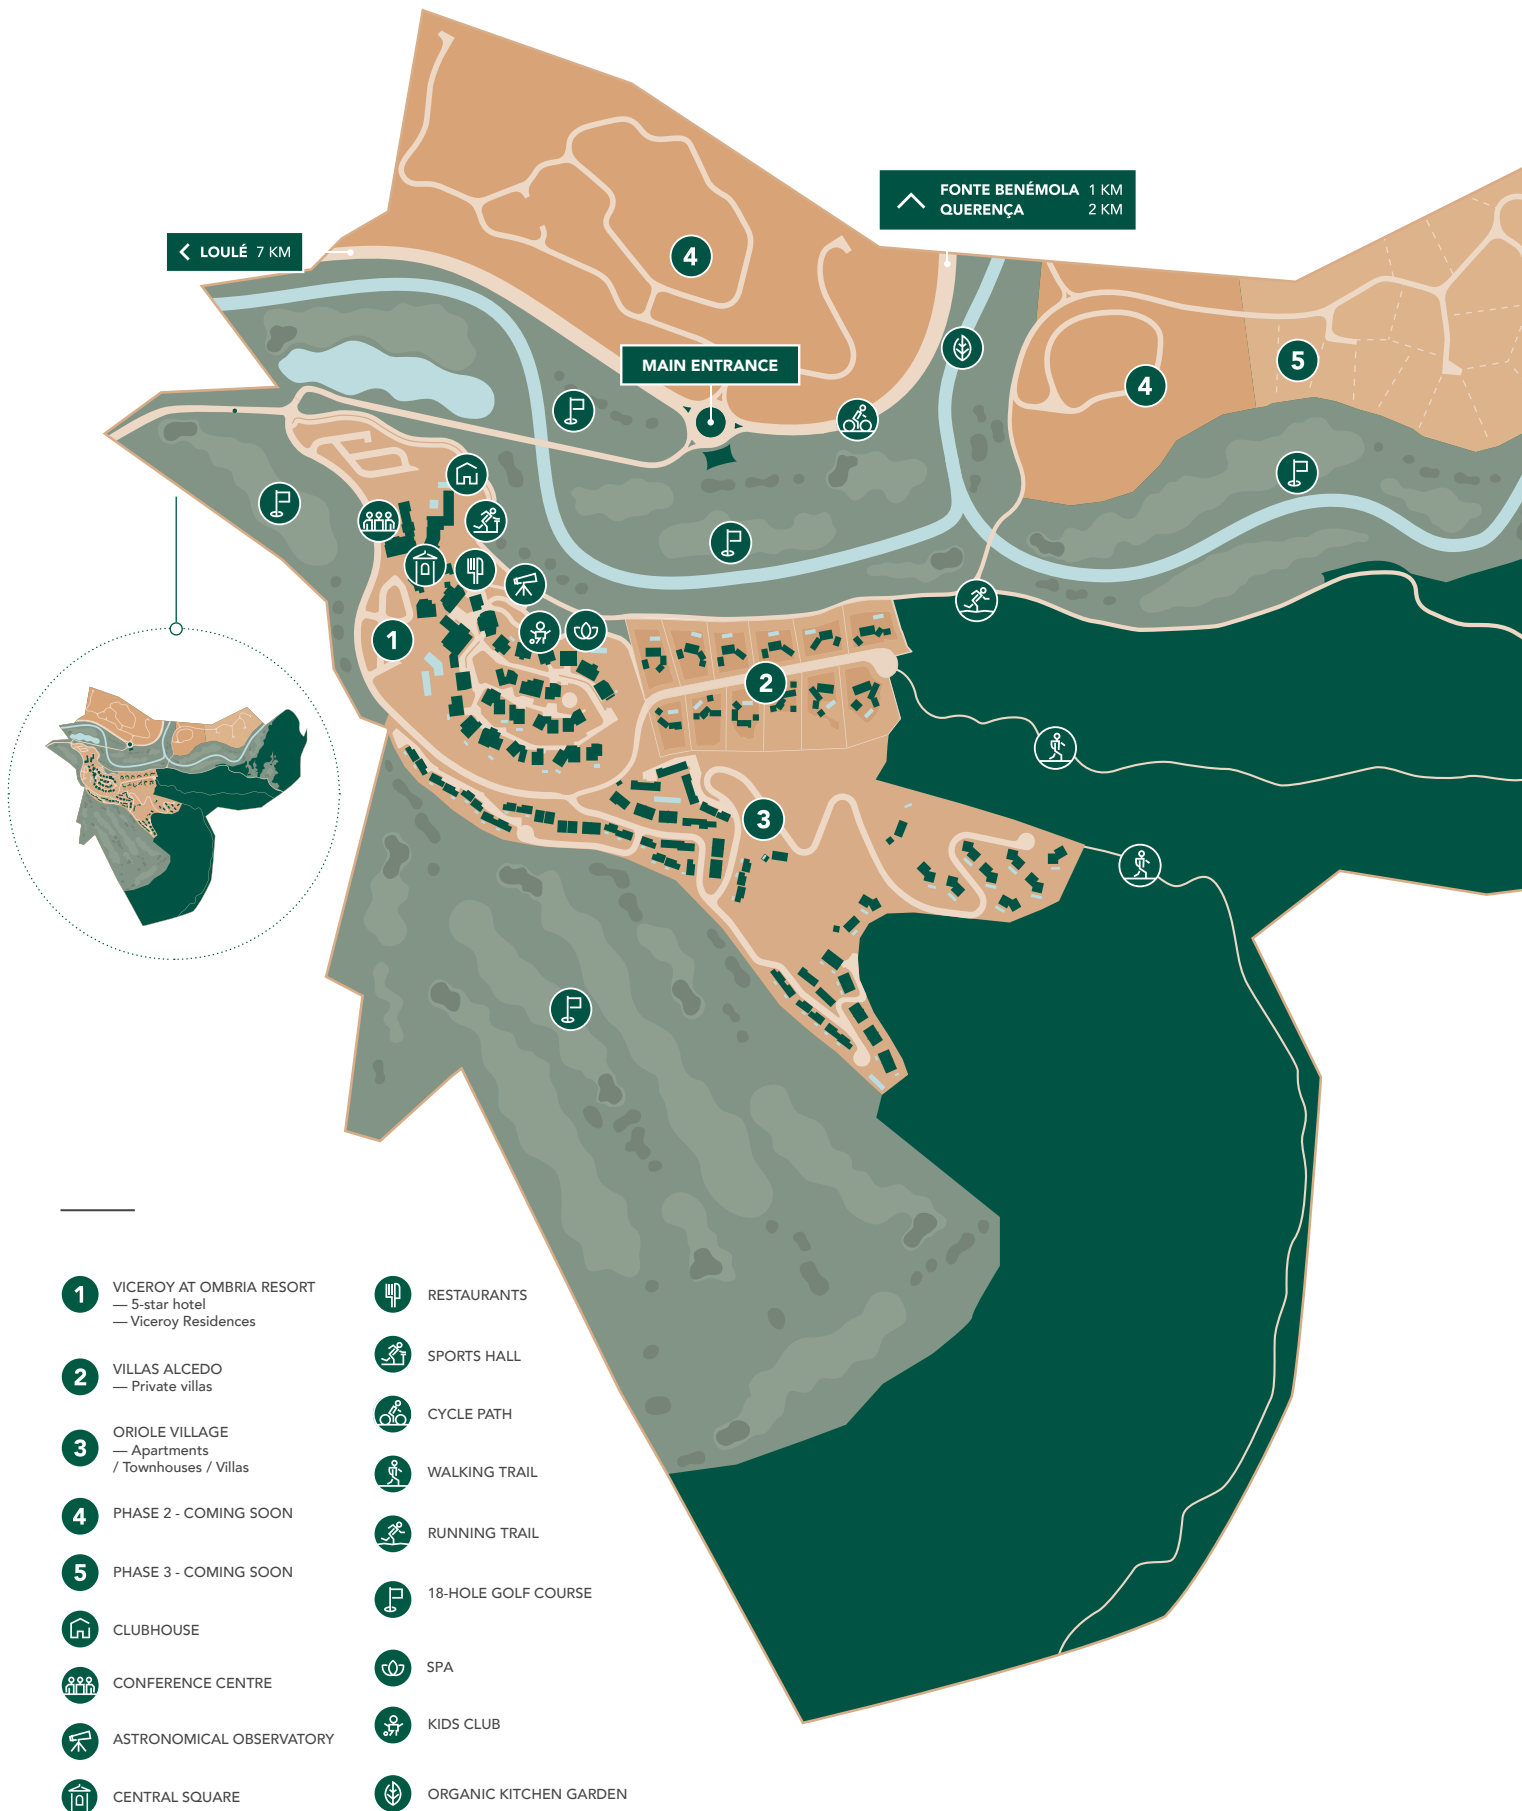 FONTE BENÉMOLA 1 KM
QUERENÇA 2 KM
LOULÉ 7 KM
4
MAIN ENTRANCE
5
4
1
2
3
1
VICEROY AT OMBRIA RESORT
— 5-star hotel
— Viceroy Residences
2
VILLAS ALCEDO
— Private villas
3
ORIOLE VILLAGE
— Apartments
/ Townhouses / Villas
4
PHASE 2 - COMING SOON
5
PHASE 3 - COMING SOON
CLUBHOUSE
CONFERENCE CENTRE
ASTRONOMICAL OBSERVATORY
CENTRAL SQUARE
RESTAURANTS
SPORTS HALL
CYCLE PATH
WALKING TRAIL
RUNNING TRAIL
18-HOLE GOLF COURSE
SPA
KIDS CLUB
ORGANIC KITCHEN GARDEN